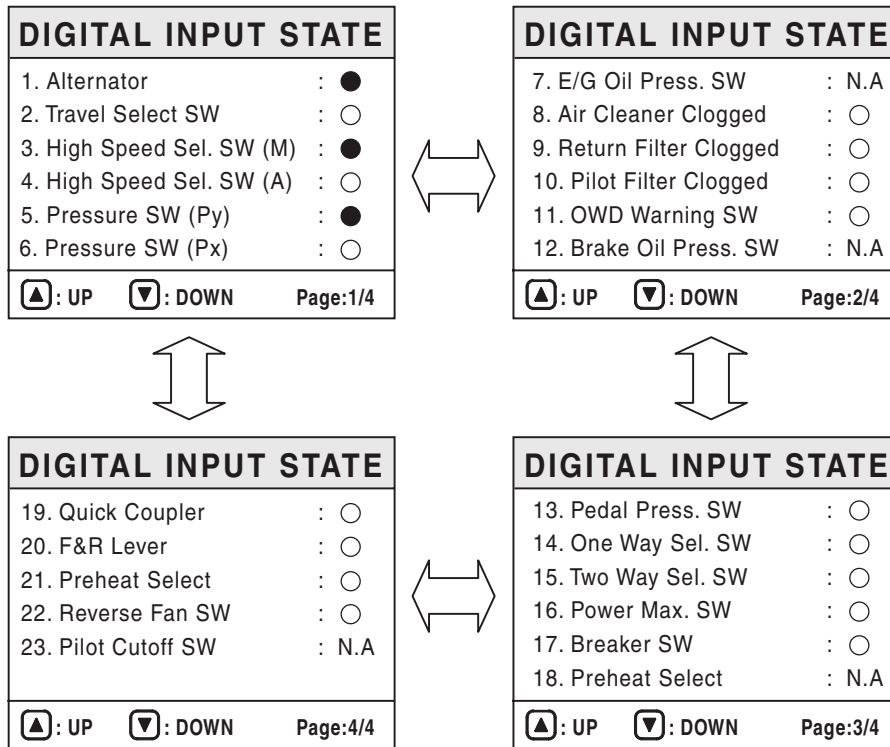 DIGITAL INPUT STATE
1. Alternator : ●
2. Travel Select SW : ○
3. High Speed Sel. SW (M) : ●
4. High Speed Sel. SW (A) : ○
5. Pressure SW (Py) : ●
6. Pressure SW (Px) : ○
▲ : UP ▼ : DOWN Page:1/4
DIGITAL INPUT STATE
7. E/G Oil Press. SW : N.A
8. Air Cleaner Clogged : ○
9. Return Filter Clogged : ○
10. Pilot Filter Clogged : ○
11. OWD Warning SW : ○
12. Brake Oil Press. SW : N.A
▲ : UP ▼ : DOWN Page:2/4
DIGITAL INPUT STATE
19. Quick Coupler : ○
20. F&R Lever : ○
21. Preheat Select : ○
22. Reverse Fan SW : ○
23. Pilot Cutoff SW : N.A
▲ : UP ▼ : DOWN Page:4/4
DIGITAL INPUT STATE
13. Pedal Press. SW : ○
14. One Way Sel. SW : ○
15. Two Way Sel. SW : ○
16. Power Max. SW : ○
17. Breaker SW : ○
18. Preheat Select : N.A
▲ : UP ▼ : DOWN Page:3/4